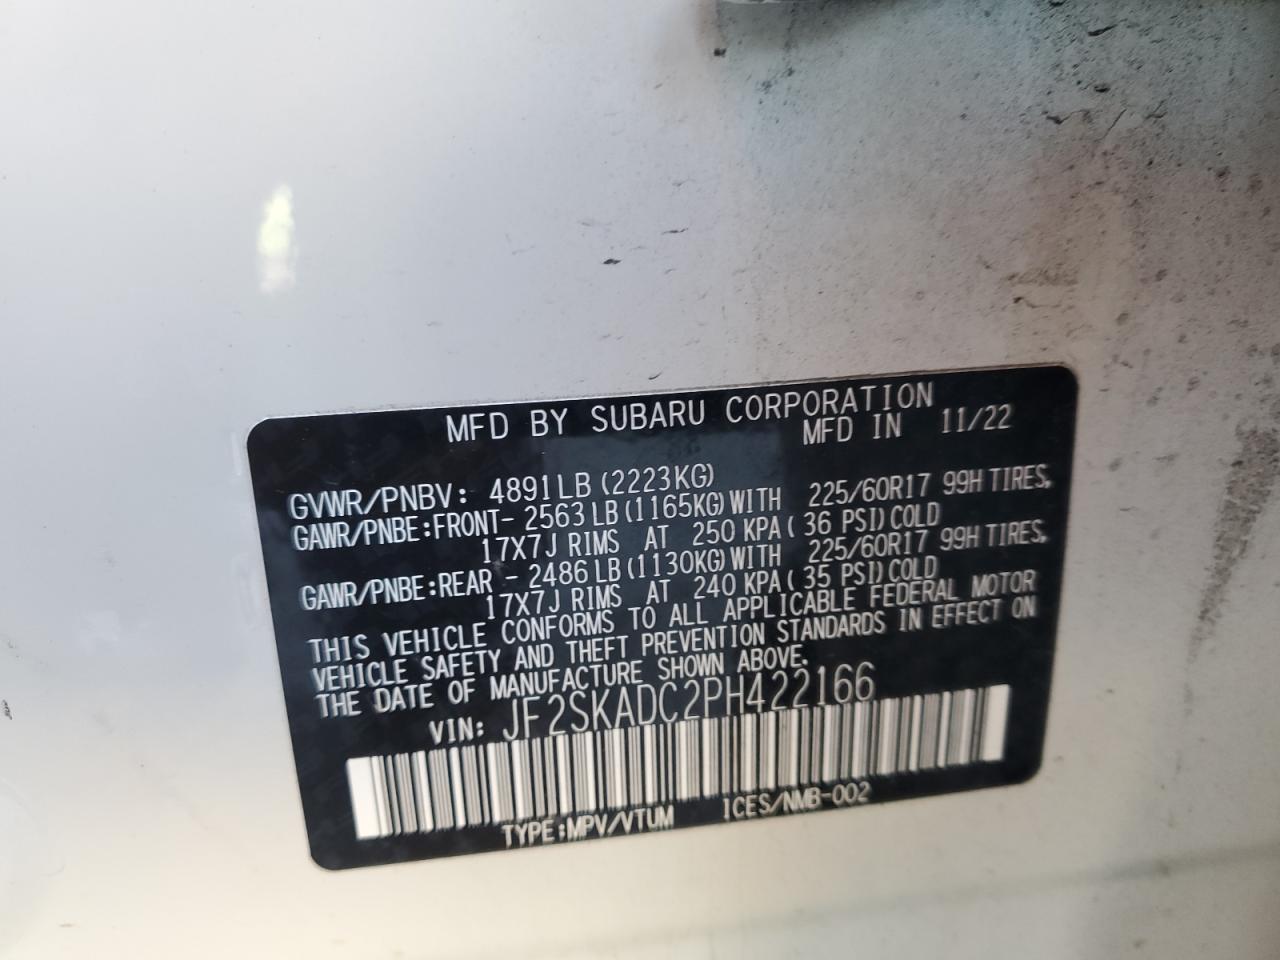 MFD BY SUBARU CORPORATION
MFD IN 11/22
GVWR/PNBV: 4891LB (2223KG)
GAWR/PNBE:FRONT- 2563LB (1165KG)WITH 225/60R17 99H TIRES,
17X7J RIMS AT 250 KPA( 36 PSI)COLD
GAWR/PNBE:REAR - 2486LB (1130KG)WITH 225/60R17 99H TIRES,
17X7J RIMS AT 240 KPA( 35 PSI)COLD
THIS VEHICLE CONFORMS TO ALL APPLICABLE FEDERAL MOTOR
VEHICLE SAFETY AND THEFT PREVENTION STANDARDS IN EFFECT ON
THE DATE OF MANUFACTURE SHOWN ABOVE.
VIN: JF2SKADC2PH422166
TYPE:MPV/VTUM ICES/NMB-002